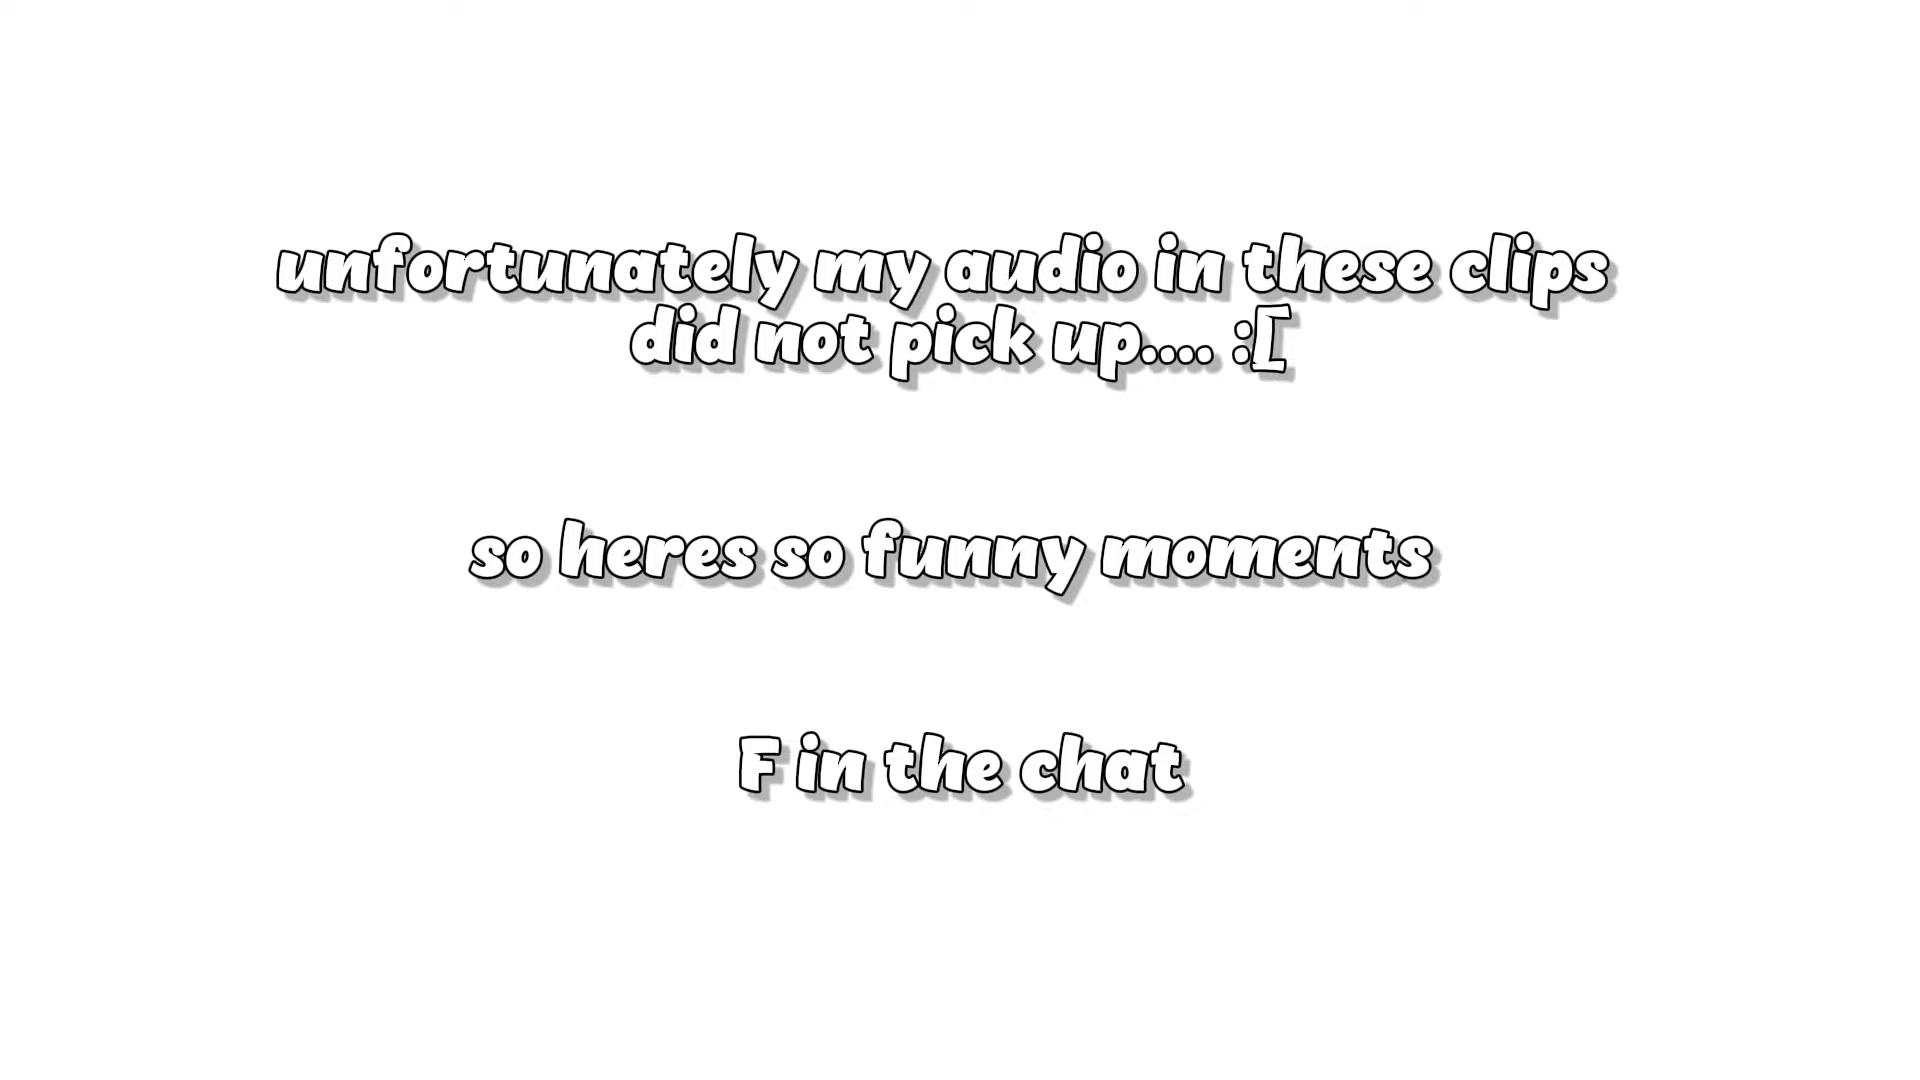 unfortunately my audio in these clips
did not pick up.... :[
so heres so funny moments
F in the chat